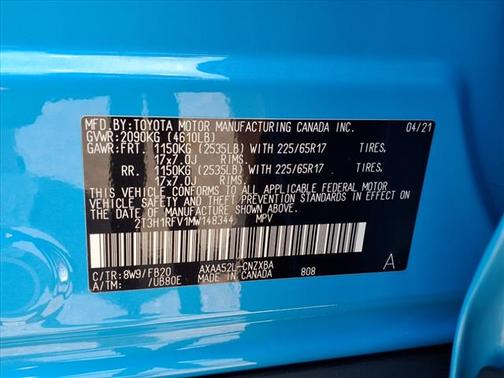 MFD.BY:TOYOTA MOTOR MANUFACTURING CANADA INC. 04/21
GVWR:2090KG (4610LB)
GAWR:FRT. 1150KG (2535LB) WITH 225/65R17 TIRES.
17x7.0J RIMS.
RR. 1150KG (2535LB) WITH 225/65R17 TIRES.
17x7.0J RIMS.
THIS VEHICLE CONFORMS TO ALL APPLICABLE FEDERAL MOTOR
VEHICLE SAFETY AND THEFT PREVENTION STANDARDS IN EFFECT
ON THE DATE OF MANUFACTURE SHOWN ABOVE.
2T3H1RFV1MW148344 MPV
C/TR:8W9/FB20 AXAA52L-CNZXBA A
A/TM: /UB80E MADE IN CANADA 808